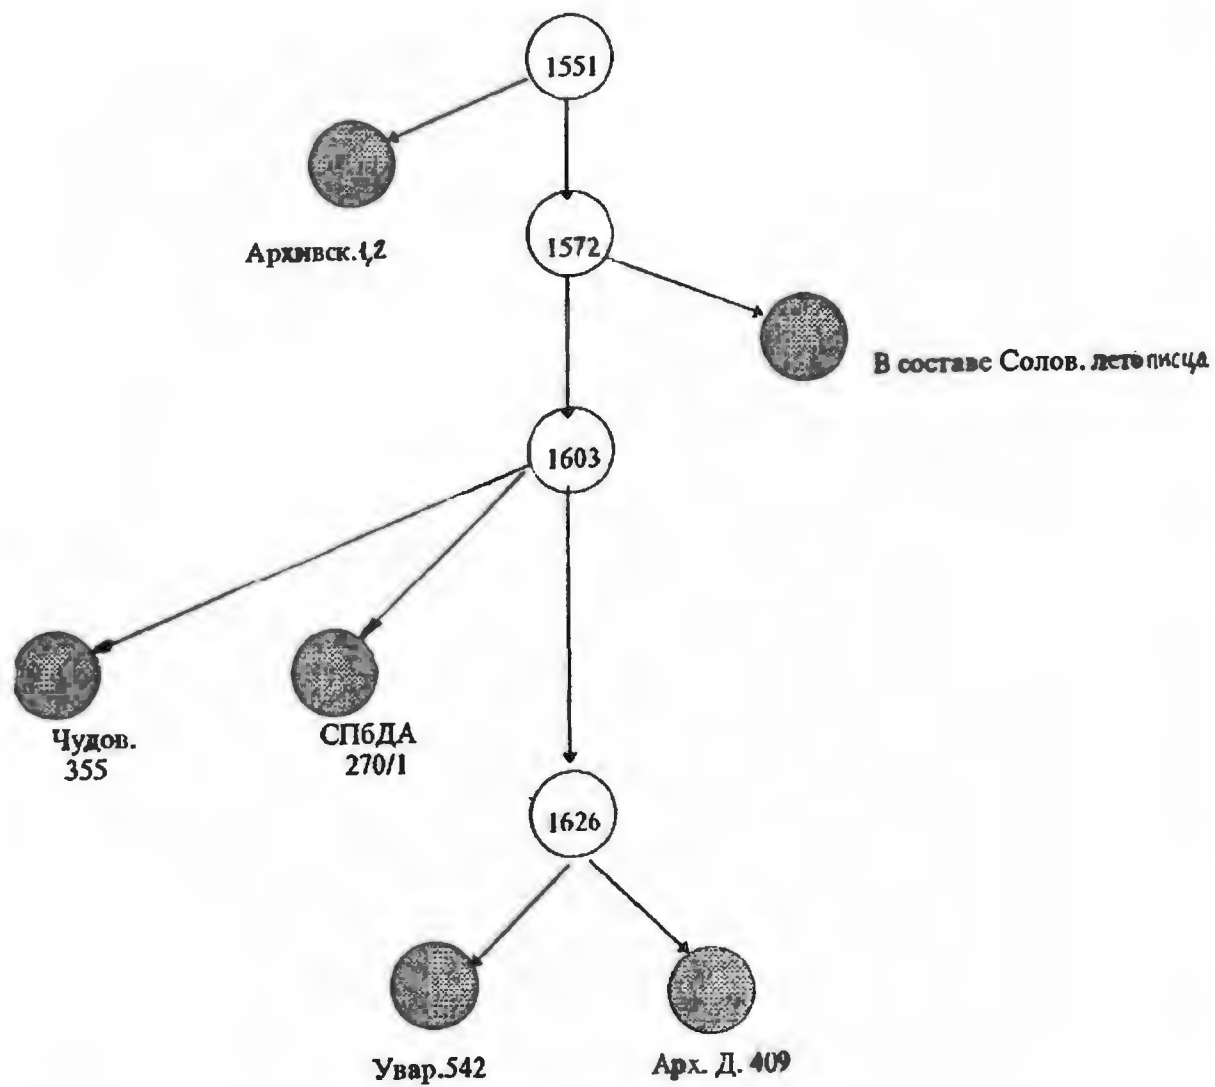 1551
Архивск.1,2
1572
В составе Солов. летописца
1603
Чудов.
355
СПбДА
270/1
1626
Увар.542
Арх. Д. 409